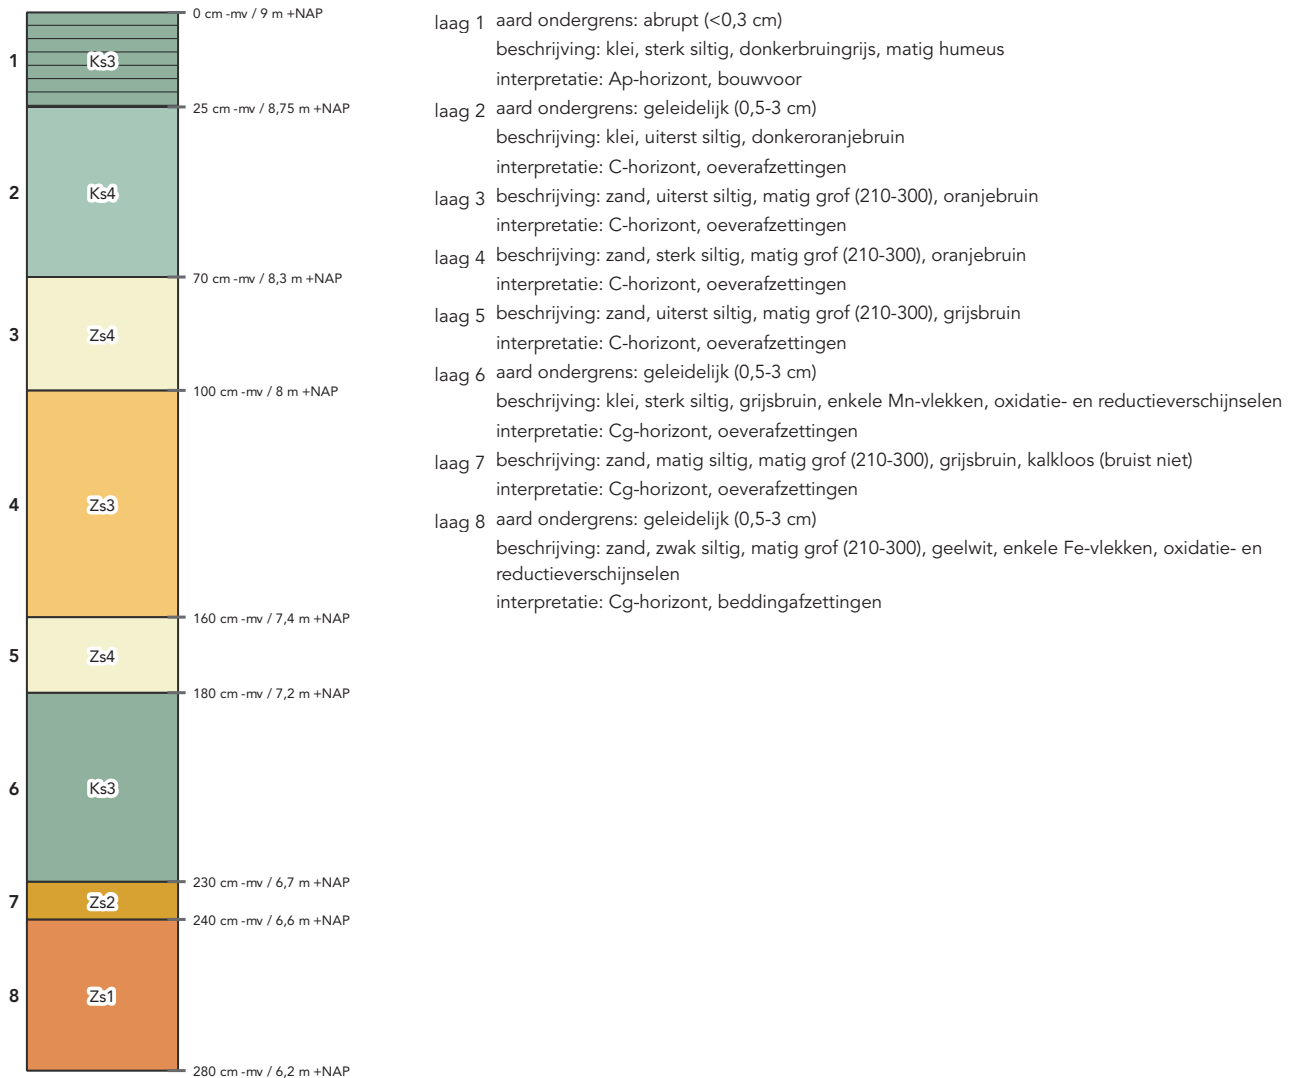 0 cm -mv / 9 m +NAP
1
Ks3
25 cm -mv / 8,75 m +NAP
2
Ks4
70 cm -mv / 8,3 m +NAP
3
Zs4
100 cm -mv / 8 m +NAP
4
Zs3
160 cm -mv / 7,4 m +NAP
5
Zs4
180 cm -mv / 7,2 m +NAP
6
Ks3
230 cm -mv / 6,7 m +NAP
7
Zs2
240 cm -mv / 6,6 m +NAP
8
Zs1
280 cm -mv / 6,2 m +NAP
laag 1 aard ondergrens: abrupt (<0,3 cm)
beschrijving: klei, sterk siltig, donkerbruingrijs, matig humeus
interpretatie: Ap-horizont, bouwvoor
laag 2 aard ondergrens: geleidelijk (0,5-3 cm)
beschrijving: klei, uiterst siltig, donkeroranjebruin
interpretatie: C-horizont, oeverafzettingen
laag 3 beschrijving: zand, uiterst siltig, matig grof (210-300), oranjebruin
interpretatie: C-horizont, oeverafzettingen
laag 4 beschrijving: zand, sterk siltig, matig grof (210-300), oranjebruin
interpretatie: C-horizont, oeverafzettingen
laag 5 beschrijving: zand, uiterst siltig, matig grof (210-300), grijsbruin
interpretatie: C-horizont, oeverafzettingen
laag 6 aard ondergrens: geleidelijk (0,5-3 cm)
beschrijving: klei, sterk siltig, grijsbruin, enkele Mn-vlekken, oxidatie- en reductieverschijnselen
interpretatie: Cg-horizont, oeverafzettingen
laag 7 beschrijving: zand, matig siltig, matig grof (210-300), grijsbruin, kalkloos (bruist niet)
interpretatie: Cg-horizont, oeverafzettingen
laag 8 aard ondergrens: geleidelijk (0,5-3 cm)
beschrijving: zand, zwak siltig, matig grof (210-300), geelwit, enkele Fe-vlekken, oxidatie- en
reductieverschijnselen
interpretatie: Cg-horizont, beddingafzettingen